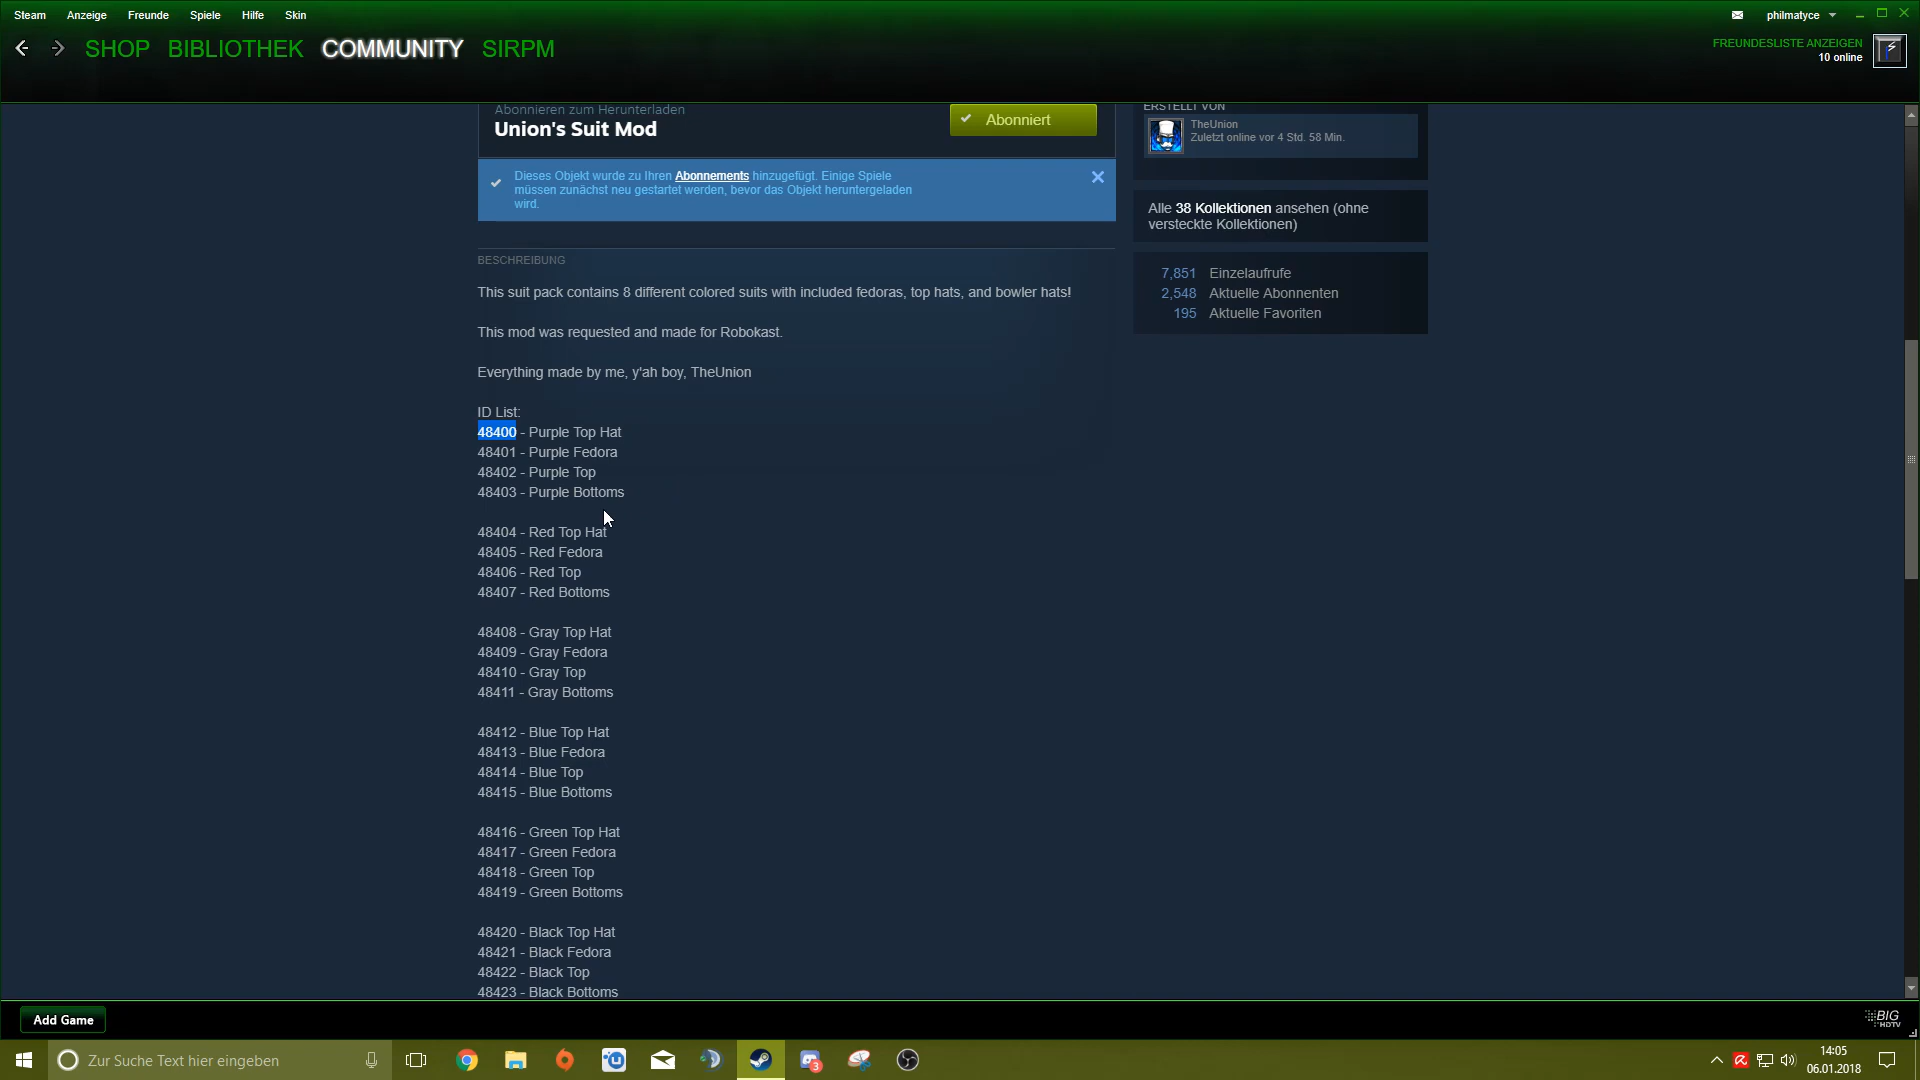 Steam Anzeige Freunde Spiele Hilfe Skin
philmatyce
SHOP BIBLIOTHEK COMMUNITY SIRPM
FREUNDESLISTE ANZEIGEN
10 online
Abonnieren zum Herunterladen
Union's Suit Mod
Abonniert
Dieses Objekt wurde zu Ihren Abonnements hinzugefügt. Einige Spiele
müssen zunächst neu gestartet werden, bevor das Objekt heruntergeladen
wird.
BESCHREIBUNG
This suit pack contains 8 different colored suits with included fedoras, top hats, and bowler hats!
This mod was requested and made for Robokast.
Everything made by me, y'ah boy, TheUnion
ID List:
48400 - Purple Top Hat
48401 - Purple Fedora
48402 - Purple Top
48403 - Purple Bottoms
48404 - Red Top Hat
48405 - Red Fedora
48406 - Red Top
48407 - Red Bottoms
48408 - Gray Top Hat
48409 - Gray Fedora
48410 - Gray Top
48411 - Gray Bottoms
48412 - Blue Top Hat
48413 - Blue Fedora
48414 - Blue Top
48415 - Blue Bottoms
48416 - Green Top Hat
48417 - Green Fedora
48418 - Green Top
48419 - Green Bottoms
48420 - Black Top Hat
48421 - Black Fedora
48422 - Black Top
48423 - Black Bottoms
ERSTELLT VON
TheUnion
Zuletzt online vor 4 Std. 58 Min.
Alle 38 Kollektionen ansehen (ohne
versteckte Kollektionen)
7,851 Einzelaufrufe
2,548 Aktuelle Abonnenten
195 Aktuelle Favoriten
Add Game
BIG
HDTV
Zur Suche Text hier eingeben
3
14:05
06.01.2018